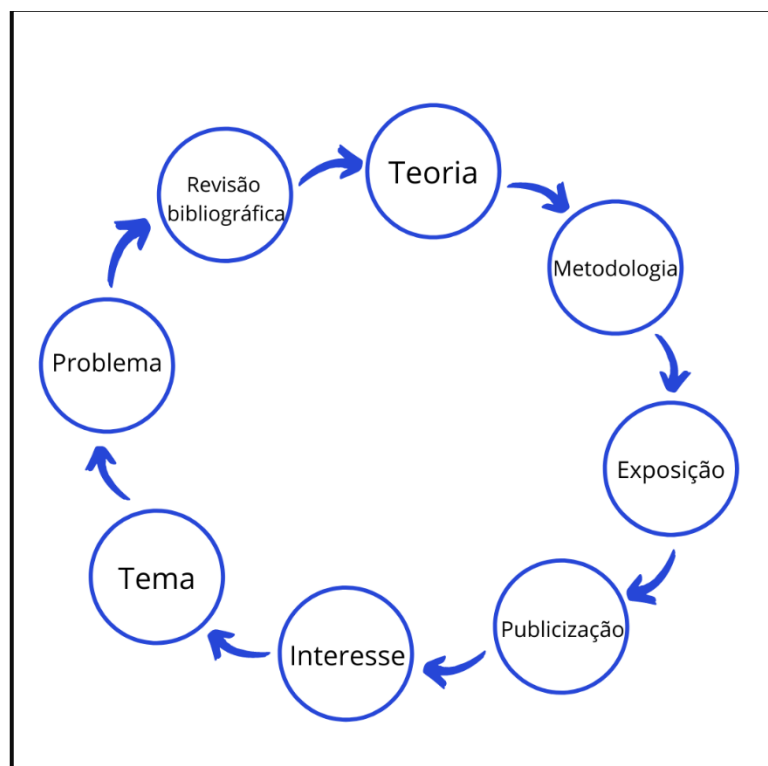 Teoria
Revisão
bibliográfica
Metodologia
Problema
Exposição
Tema
Publicização
Interesse